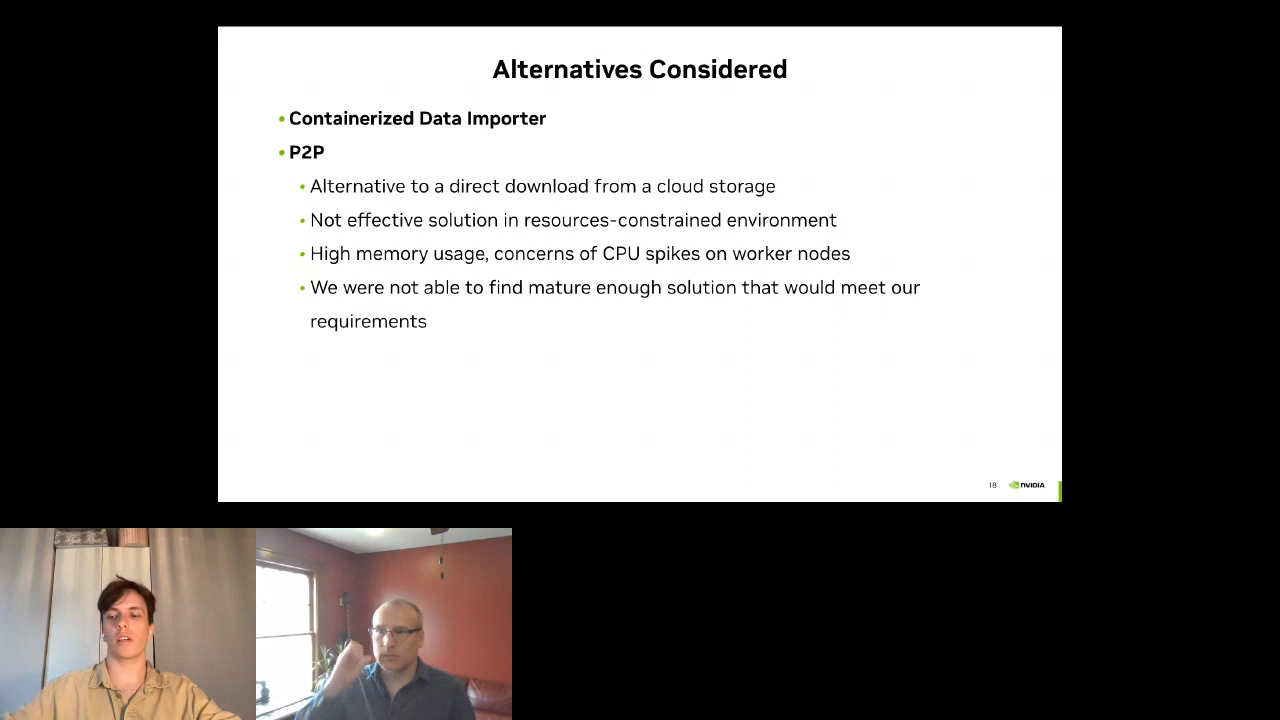 Alternatives Considered
• Containerized Data Importer
• P2P
• Alternative to a direct download from a cloud storage
• Not effective solution in resources-constrained environment
• High memory usage, concerns of CPU spikes on worker nodes
• We were not able to find mature enough solution that would meet our
requirements
18 NVIDIA